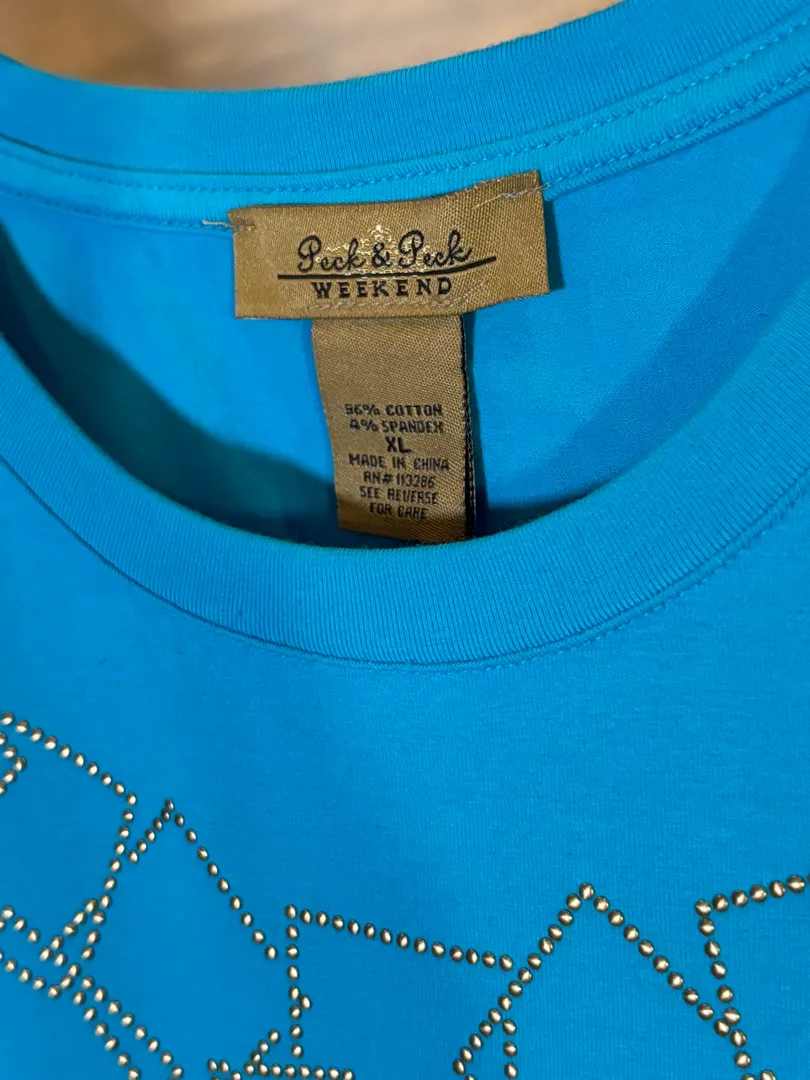 Peck & Peck
WEEKEND
96% COTTON
4% SPANDEX
XL
MADE IN CHINA
RN# 113286
SEE REVERSE
FOR CARE